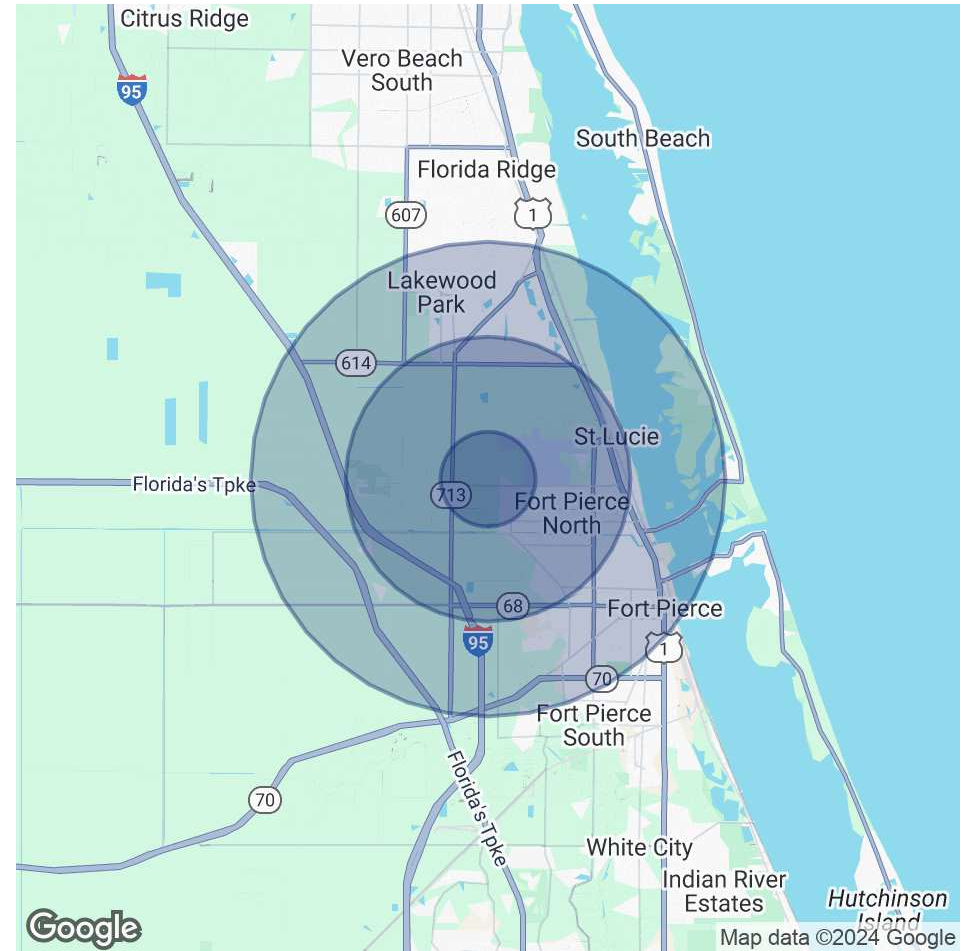 Citrus Ridge
Vero Beach
South
95
South Beach
Florida Ridge
607
1
Lakewood
Park
614
St Lucie
Florida's Tpke
713
Fort Pierce
North
68
Fort Pierce
95
1
70
Fort Pierce
South
Florida's Tpke
70
White City
Indian River
Estates
Hutchinson
Island
Google
Map data ©2024 Google